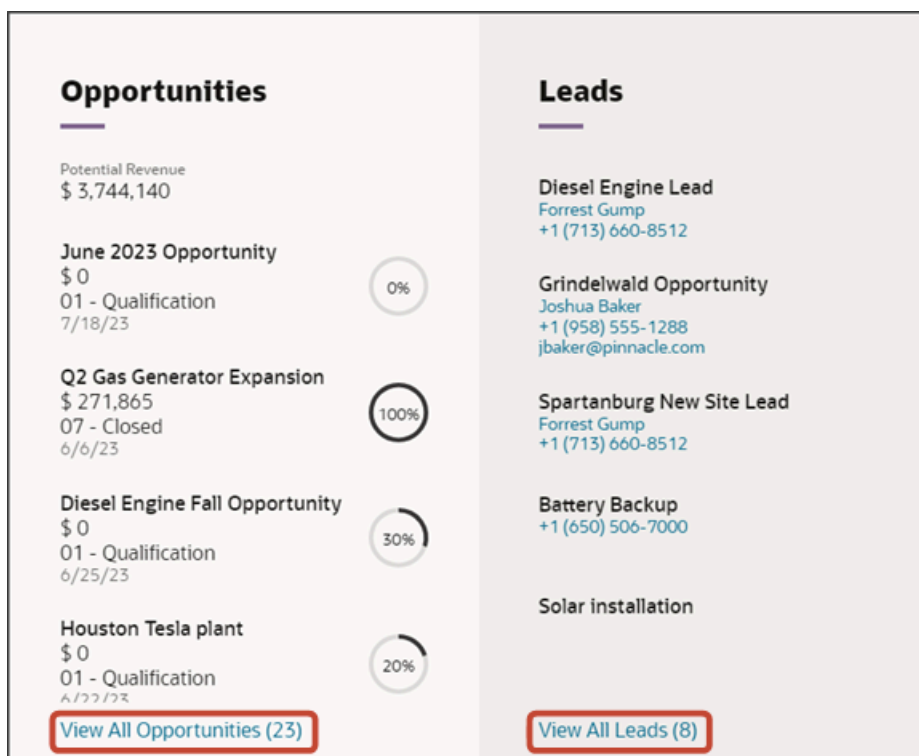 Opportunities
Potential Revenue
$ 3,744,140
June 2023 Opportunity
$ 0
01 - Qualification
7/18/23
0%
Q2 Gas Generator Expansion
$ 271,865
07 - Closed
6/6/23
100%
Diesel Engine Fall Opportunity
$ 0
01 - Qualification
6/25/23
30%
Houston Tesla plant
$ 0
01 - Qualification
6/22/23
20%
View All Opportunities (23)
Leads
Diesel Engine Lead
Forrest Gump
+1 (713) 660-8512
Grindelwald Opportunity
Joshua Baker
+1 (958) 555-1288
jbaker@pinnacle.com
Spartanburg New Site Lead
Forrest Gump
+1 (713) 660-8512
Battery Backup
+1 (650) 506-7000
Solar installation
View All Leads (8)